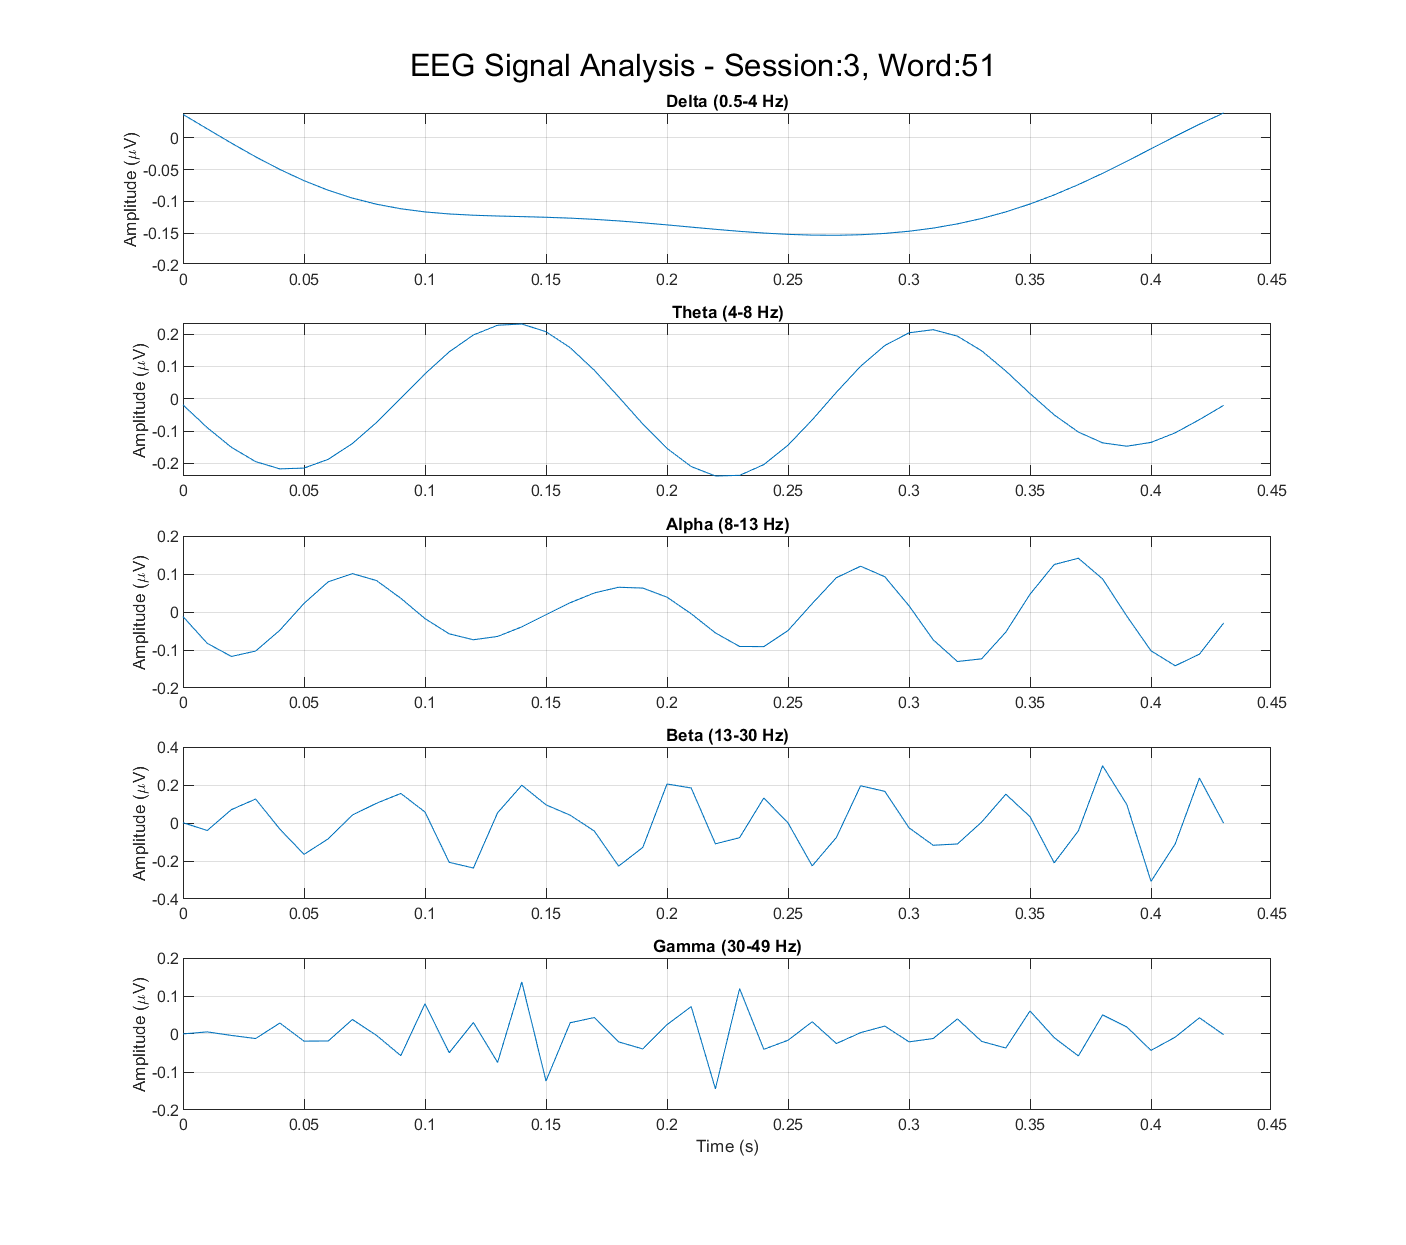 EEG Signal Analysis - Session:3, Word:51
Delta (0.5-4 Hz)
Amplitude (μV)
0
-0.05
-0.1
-0.15
-0.2
0 0.05 0.1 0.15 0.2 0.25 0.3 0.35 0.4 0.45
Theta (4-8 Hz)
Amplitude (μV)
0.2
0.1
0
-0.1
-0.2
0 0.05 0.1 0.15 0.2 0.25 0.3 0.35 0.4 0.45
Alpha (8-13 Hz)
Amplitude (μV)
0.2
0.1
0
-0.1
-0.2
0 0.05 0.1 0.15 0.2 0.25 0.3 0.35 0.4 0.45
Beta (13-30 Hz)
Amplitude (μV)
0.4
0.2
0
-0.2
-0.4
0 0.05 0.1 0.15 0.2 0.25 0.3 0.35 0.4 0.45
Gamma (30-49 Hz)
Amplitude (μV)
0.2
0.1
0
-0.1
-0.2
0 0.05 0.1 0.15 0.2 0.25 0.3 0.35 0.4 0.45
Time (s)